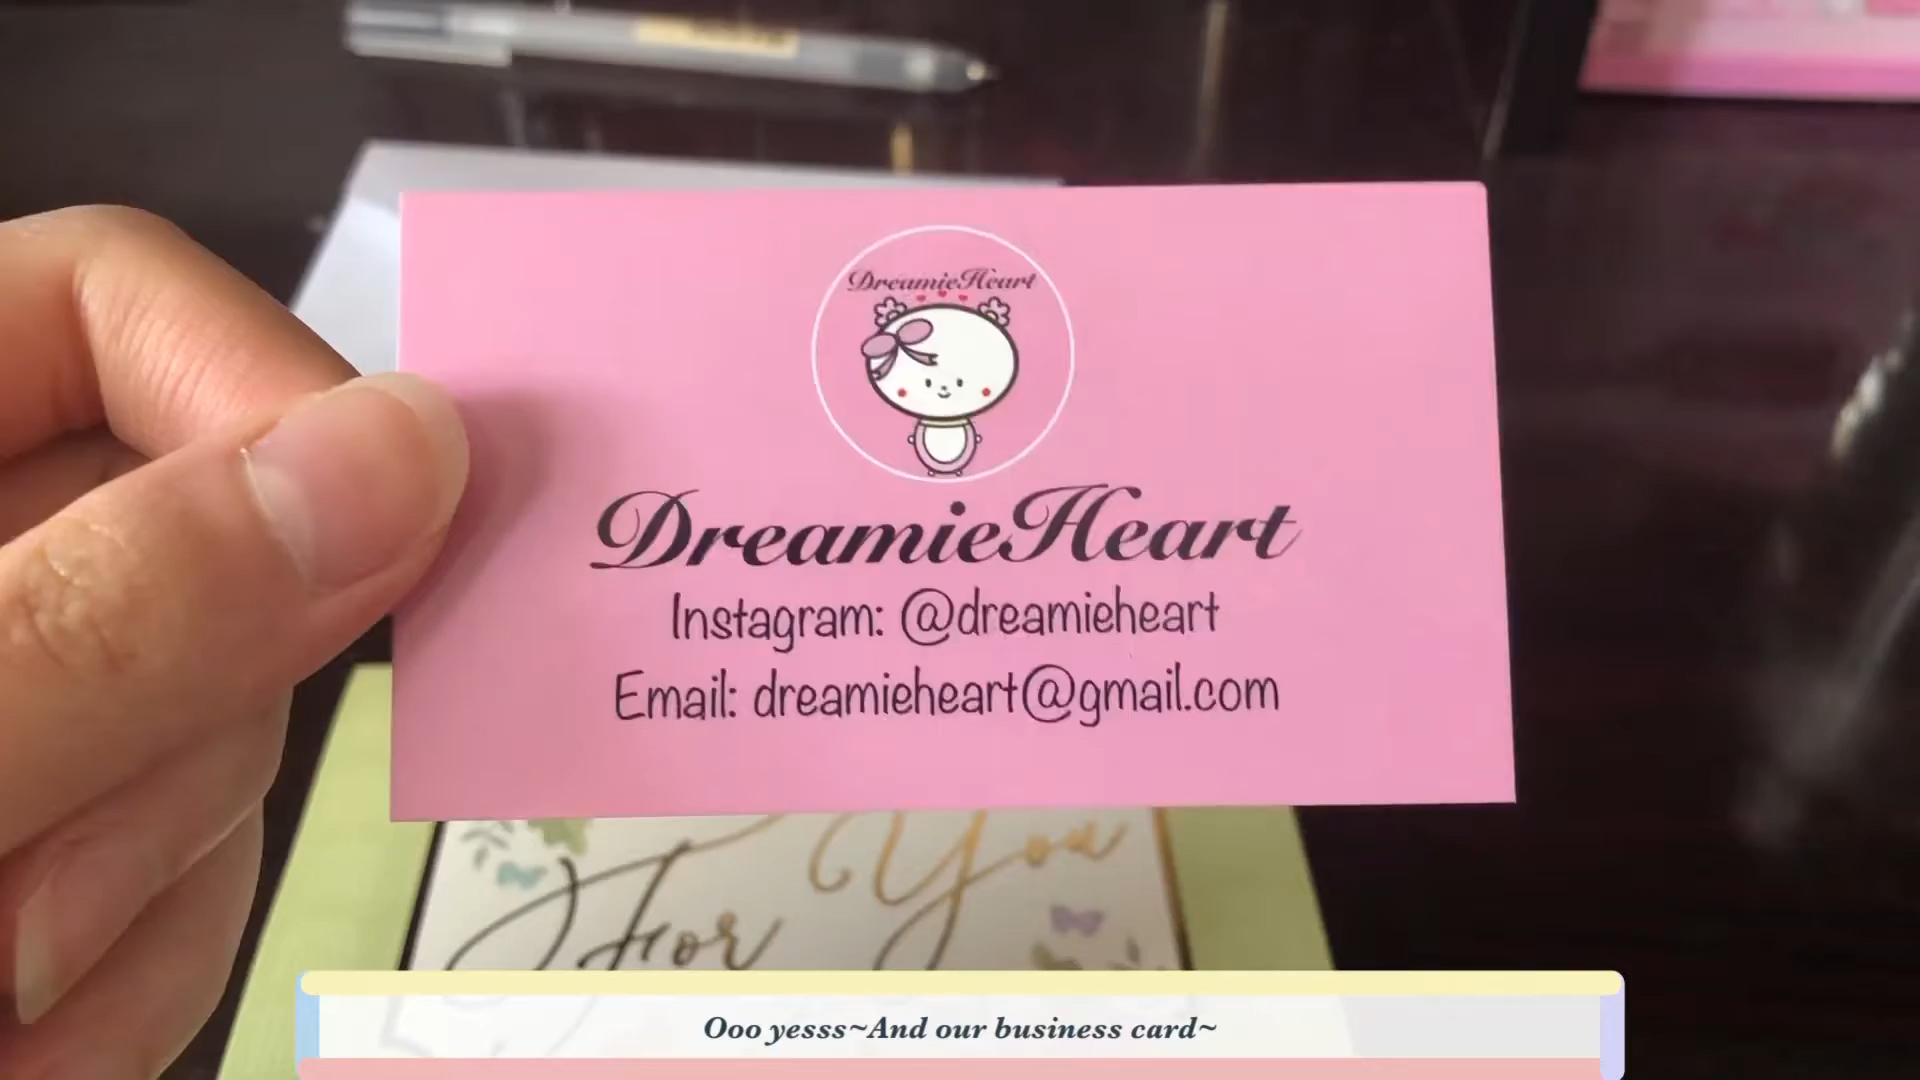 DreamieHeart
DreamieHeart
Instagram: @dreamieheart
Email: dreamieheart@gmail.com
For You
Ooo yesss~And our business card~